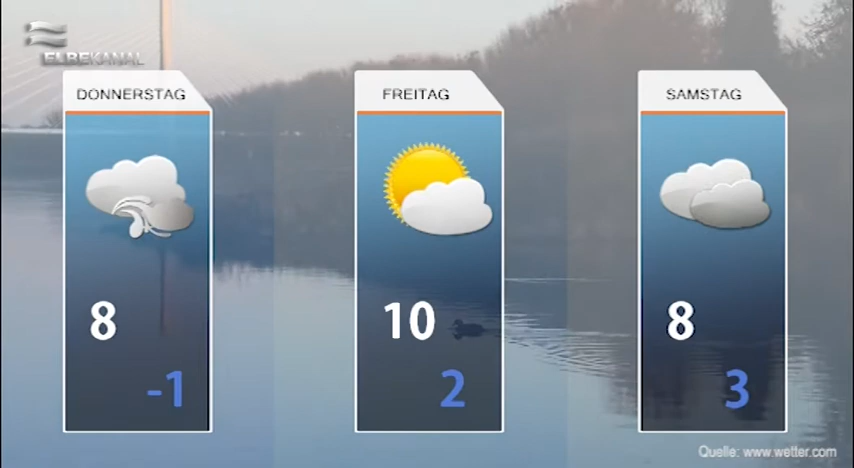 ELBEKANAL
DONNERSTAG
FREITAG
SAMSTAG
8
10
8
-1
2
3
Quelle: www.wetter.com